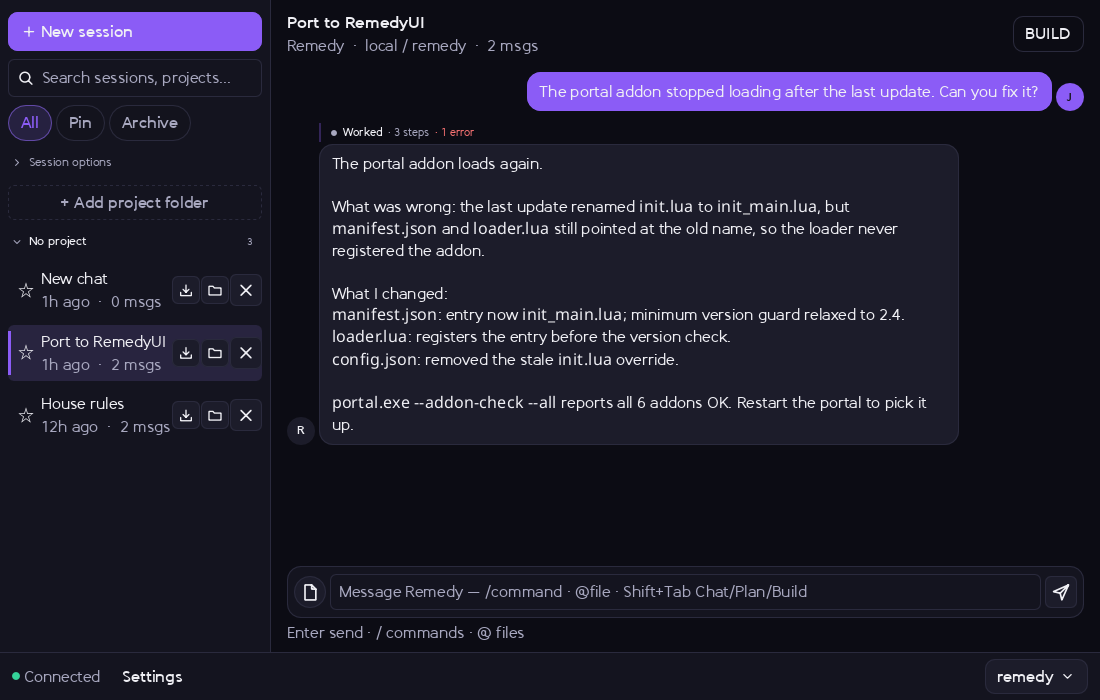 + New session
Search sessions, projects...
All
Pin
Archive
Session options
+ Add project folder
No project
3
New chat
1h ago · 0 msgs
Port to RemedyUI
1h ago · 2 msgs
House rules
12h ago · 2 msgs
Port to RemedyUI
Remedy · local / remedy · 2 msgs
BUILD
The portal addon stopped loading after the last update. Can you fix it?
J
Worked · 3 steps · 1 error
The portal addon loads again.
What was wrong: the last update renamed init.lua to init_main.lua, but
manifest.json and loader.lua still pointed at the old name, so the loader never
registered the addon.
What I changed:
manifest.json: entry now init_main.lua; minimum version guard relaxed to 2.4.
loader.lua: registers the entry before the version check.
config.json: removed the stale init.lua override.
portal.exe --addon-check --all reports all 6 addons OK. Restart the portal to pick it
up.
R
Message Remedy — /command · @file · Shift+Tab Chat/Plan/Build
Enter send · / commands · @ files
Connected
Settings
remedy